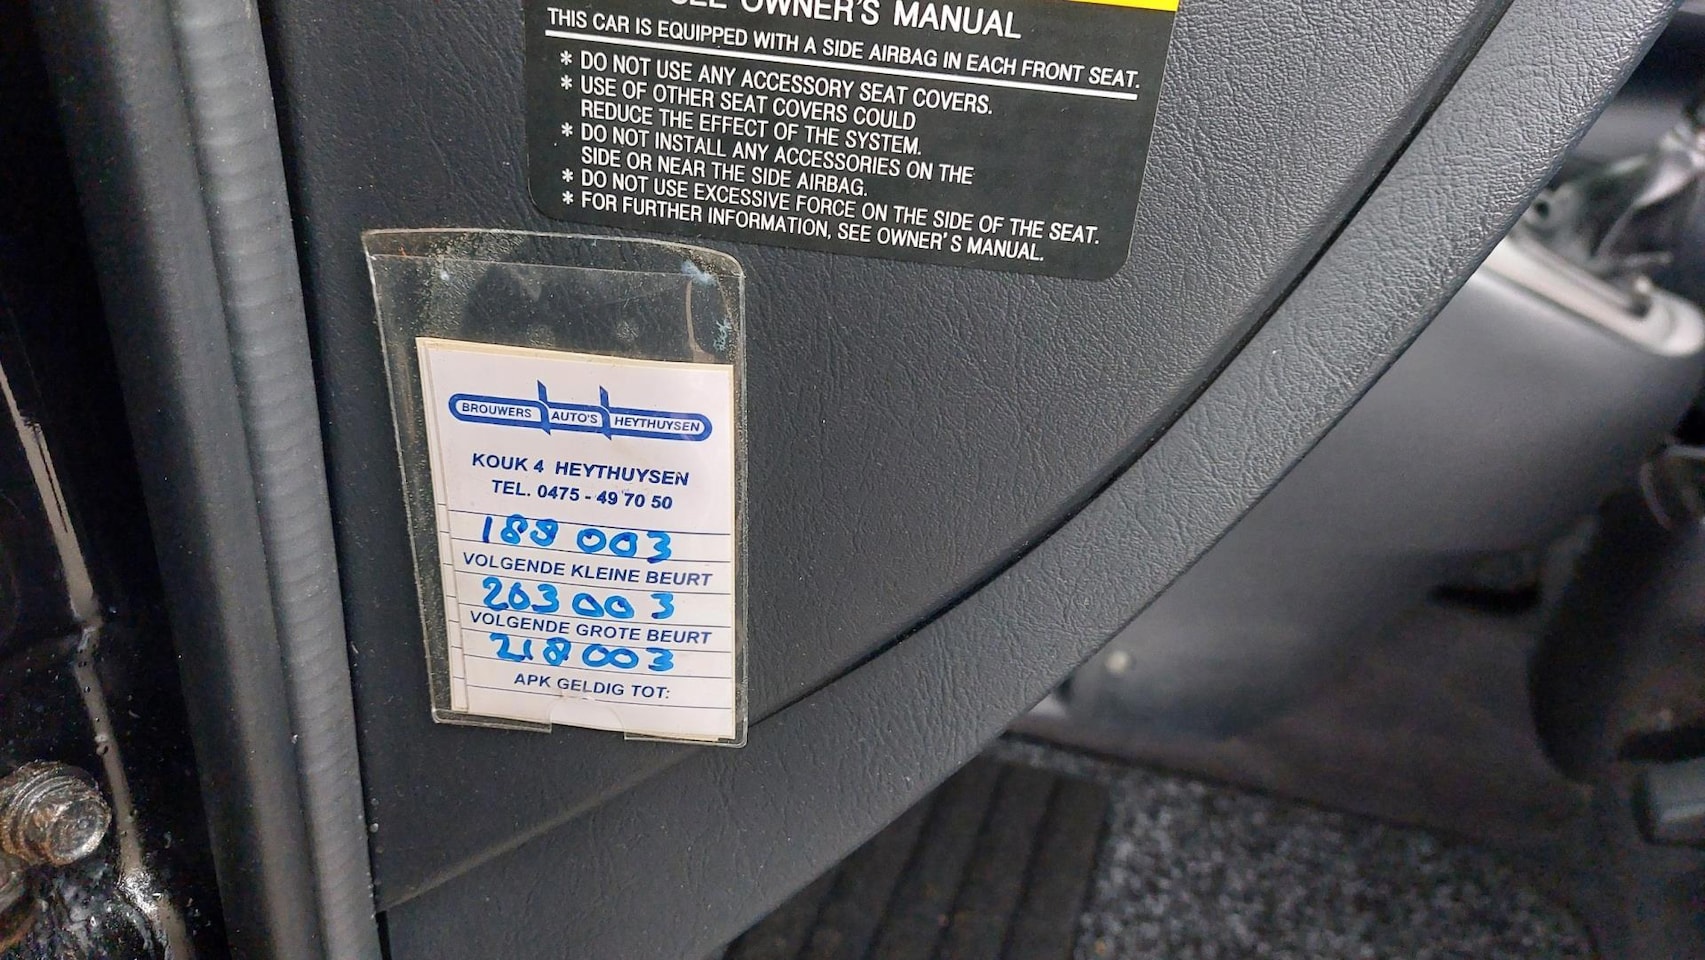 SEE OWNER'S MANUAL
THIS CAR IS EQUIPPED WITH A SIDE AIRBAG IN EACH FRONT SEAT.
* DO NOT USE ANY ACCESSORY SEAT COVERS.
* USE OF OTHER SEAT COVERS COULD
REDUCE THE EFFECT OF THE SYSTEM.
* DO NOT INSTALL ANY ACCESSORIES ON THE
SIDE OR NEAR THE SIDE AIRBAG.
* DO NOT USE EXCESSIVE FORCE ON THE SIDE OF THE SEAT.
* FOR FURTHER INFORMATION, SEE OWNER'S MANUAL.
BROUWERS AUTO'S HEYTHUYSEN
KOUK 4 HEYTHUYSEN
TEL. 0475 - 49 70 50
188 003
VOLGENDE KLEINE BEURT
203 003
VOLGENDE GROTE BEURT
218 003
APK GELDIG TOT: